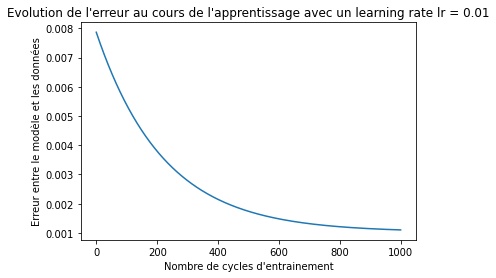 Evolution de l'erreur au cours de l'apprentissage avec un learning rate lr = 0.01
0.008
0.007
0.006
0.005
0.004
0.003
0.002
0.001
Erreur entre le modèle et les données
0 200 400 600 800 1000
Nombre de cycles d'entrainement